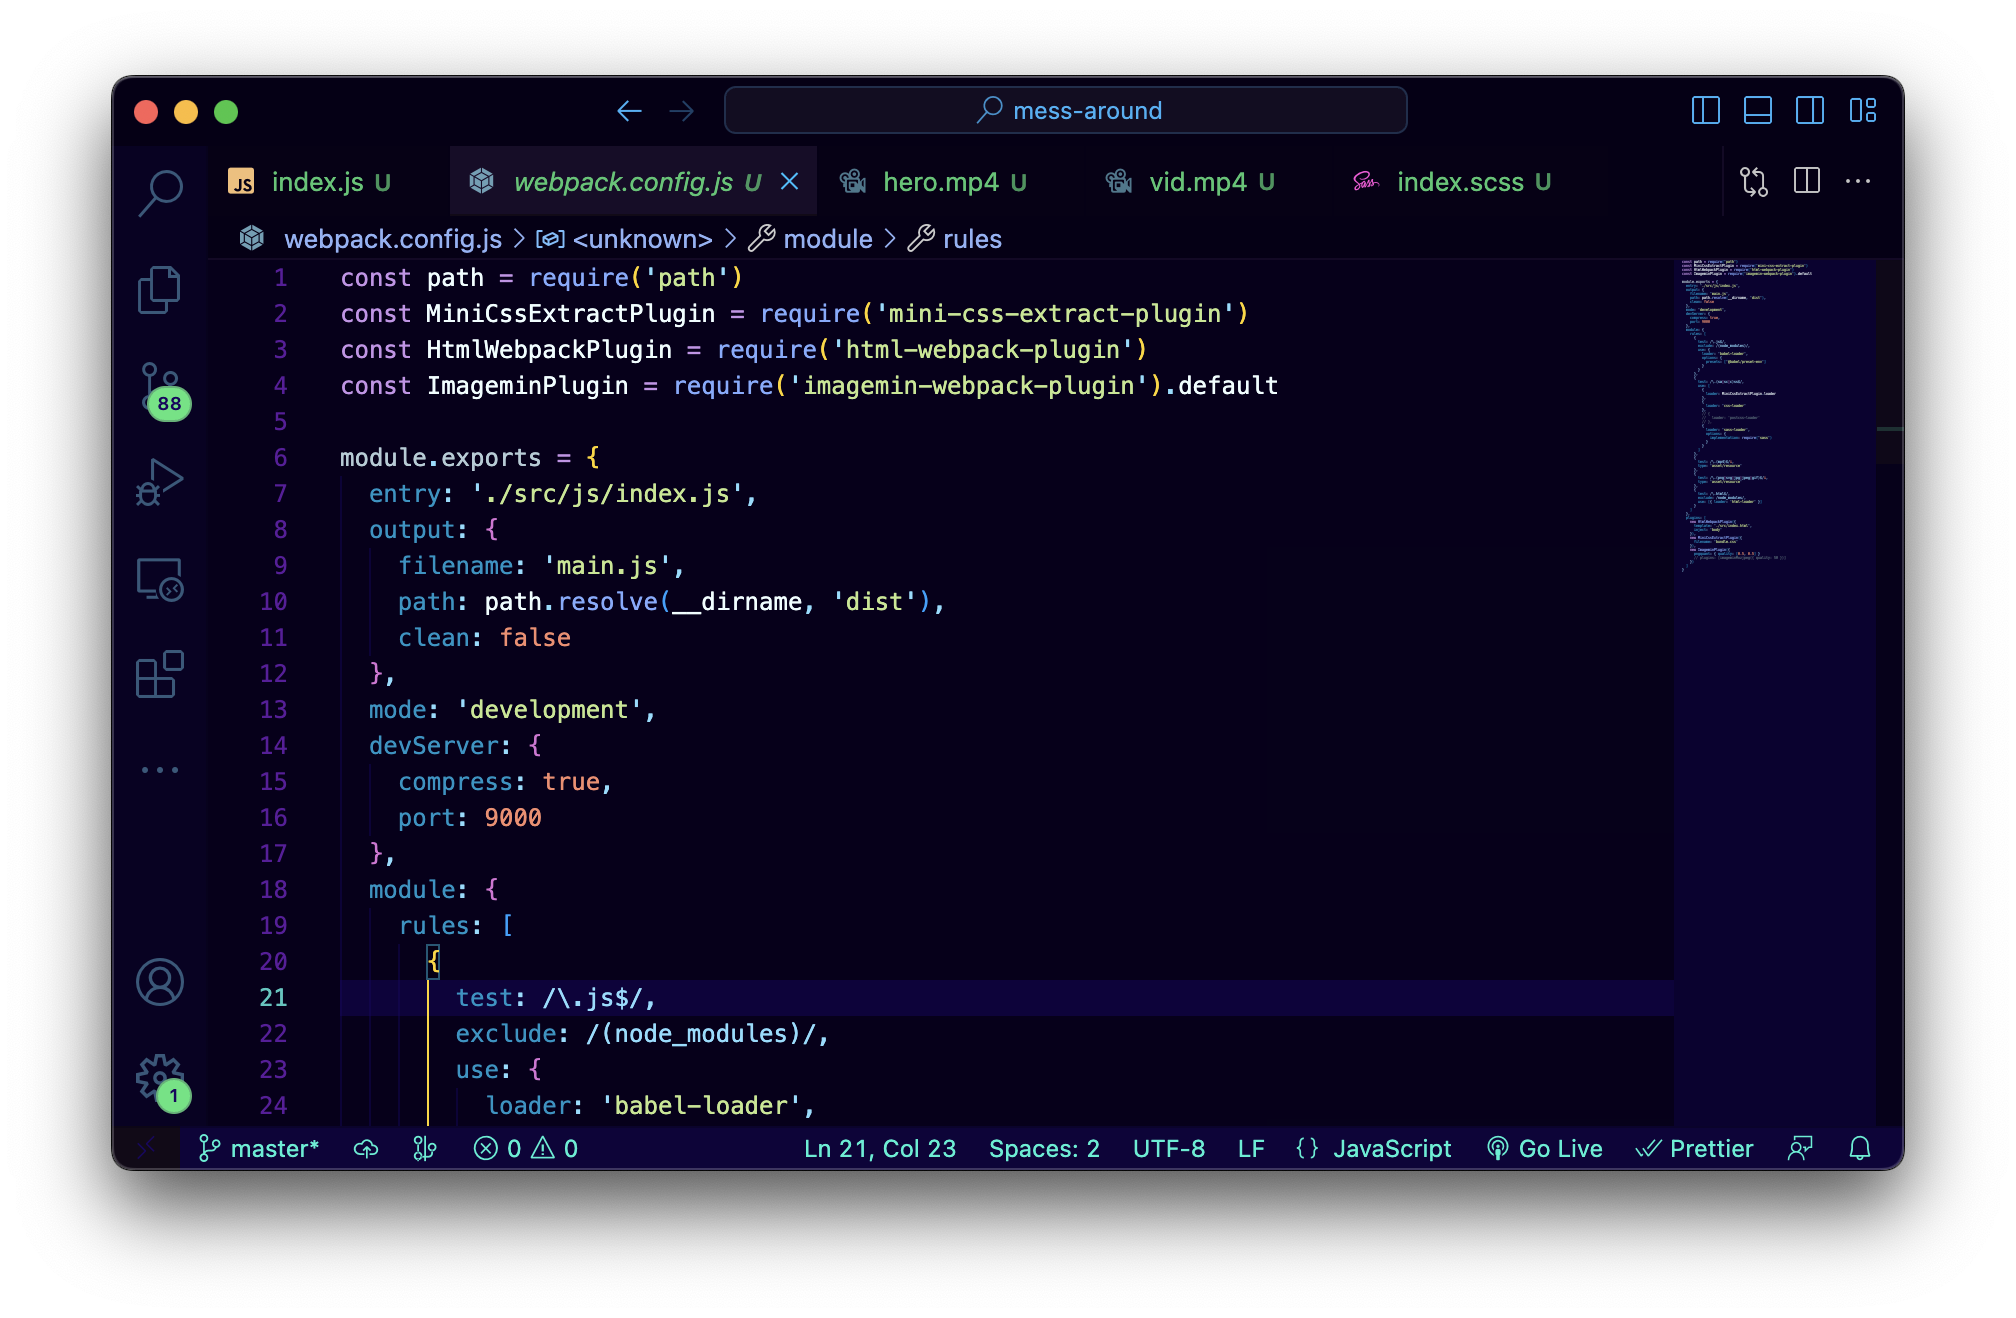 mess-around
JS index.js U
webpack.config.js U
hero.mp4 U
vid.mp4 U
Sass index.scss U
webpack.config.js > <unknown> > module > rules
1 const path = require('path')
2 const MiniCssExtractPlugin = require('mini-css-extract-plugin')
3 const HtmlWebpackPlugin = require('html-webpack-plugin')
4 const ImageminPlugin = require('imagemin-webpack-plugin').default
5
6 module.exports = {
7   entry: './src/js/index.js',
8   output: {
9     filename: 'main.js',
10     path: path.resolve(__dirname, 'dist'),
11     clean: false
12   },
13   mode: 'development',
14   devServer: {
15     compress: true,
16     port: 9000
17   },
18   module: {
19     rules: [
20       {
21         test: /\.js$/,
22         exclude: /(node_modules)/,
23         use: {
24           loader: 'babel-loader',
88
1
master* 0 0 Ln 21, Col 23 Spaces: 2 UTF-8 LF {} JavaScript Go Live Prettier